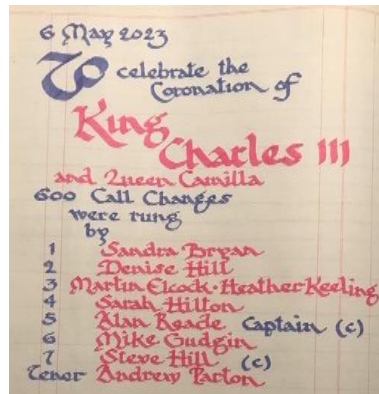 6 May 2023
To celebrate the
Coronation of
King
Charles III
and Queen Camilla
600 Call Changes
were rung
by
1 Sandra Bryan
2 Denise Hill
3 Martin Elcock · Heather Keeling
4 Sarah Hilton
5 Alan Reade Captain (c)
6 Mike Gudgin
7 Steve Hill (c)
Tenor Andrew Parton